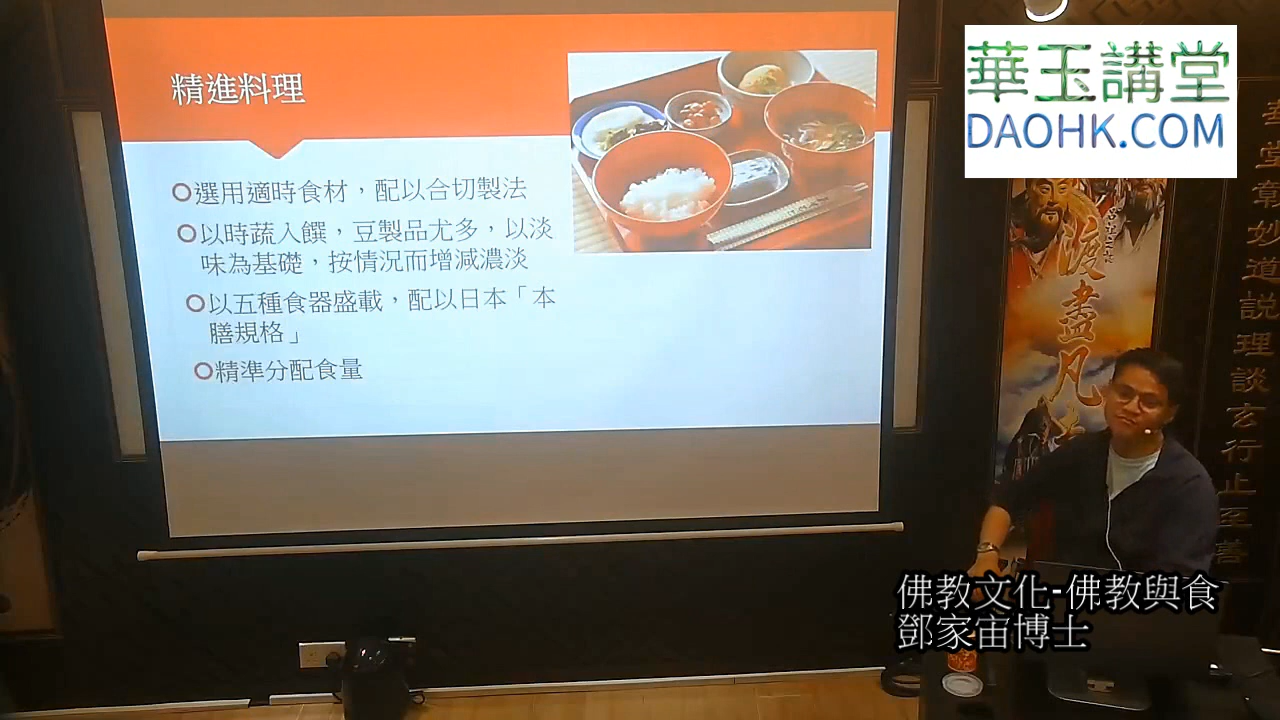 精進料理
選用適時食材，配以合切製法
以時蔬入饌，豆製品尤多，以淡
味為基礎，按情況而增減濃淡
以五種食器盛載，配以日本「本
膳規格」
精準分配食量
華玉講堂
DAOHK.COM
渡盡凡
堂章妙道說理談玄行止至善
佛教文化-佛教與食
鄧家宙博士